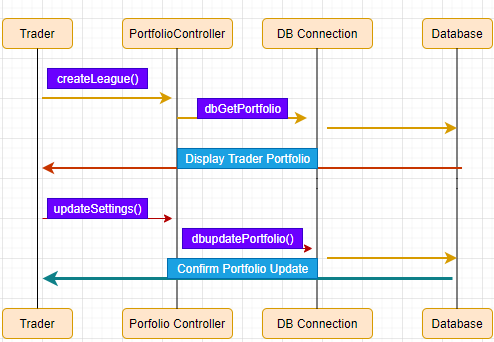 Trader
PortfolioController
DB Connection
Database
createLeague()
dbGetPortfolio
Display Trader Portfolio
updateSettings()
dbupdatePortfolio()
Confirm Portfolio Update
Trader
Porfolio Controller
DB Connection
Database